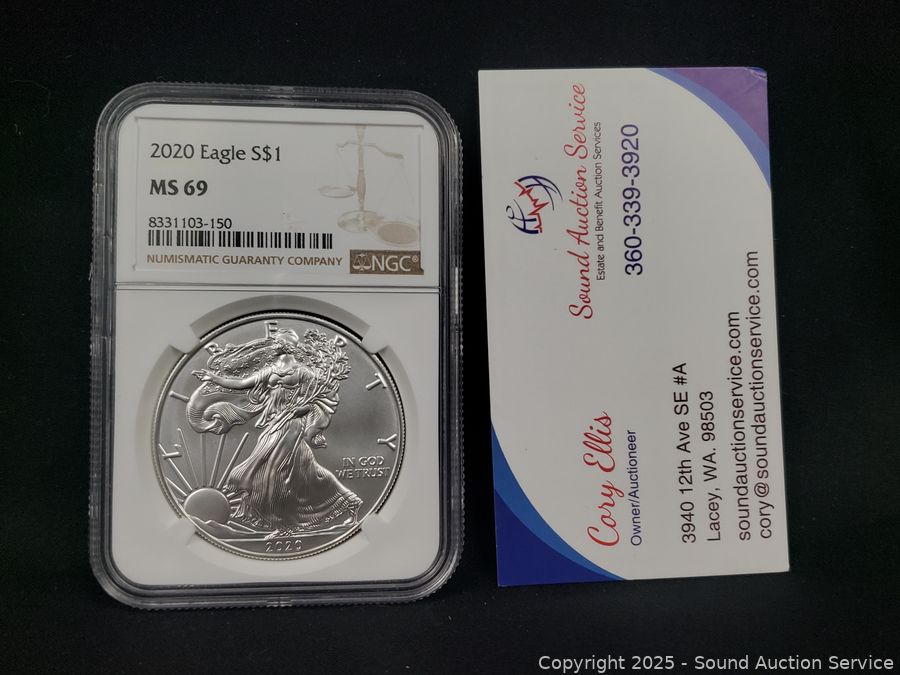 2020 Eagle S$1
MS 69
8331103-150
NUMISMATIC GUARANTY COMPANY
NGC®
LIBERTY
IN GOD
WE TRUST
2020
Sound Auction Service
Estate and Benefit Auction Services
360-339-3920
Cory Ellis
Owner/Auctioneer
3940 12th Ave SE #A
Lacey, WA. 98503
soundauctionservice.com
cory@soundauctionservice.com
Copyright 2025 - Sound Auction Service